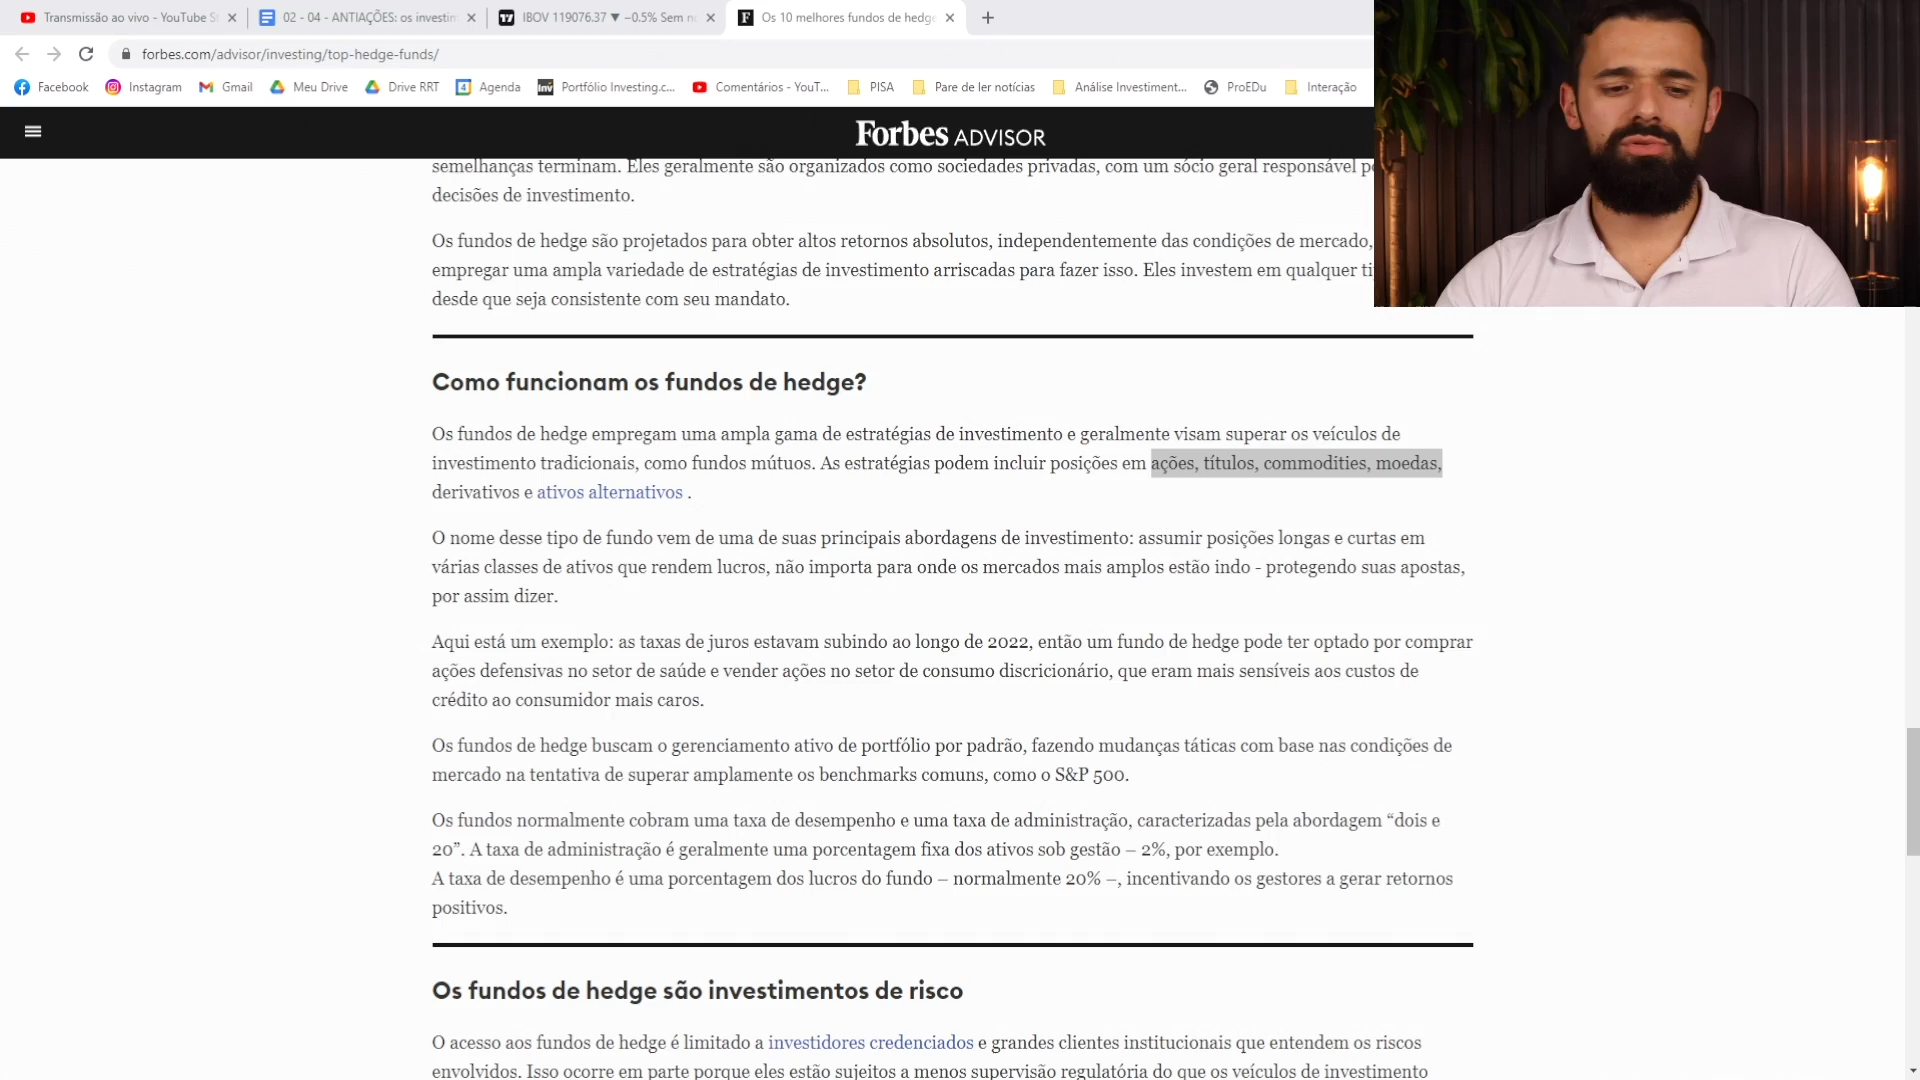 Transmissão ao vivo - YouTube S
02 - 04 - ANTIAÇÕES: os investim
IBOV 119076.37 ▼ −0.5% Sem n
Os 10 melhores fundos de hedge
forbes.com/advisor/investing/top-hedge-funds/
Facebook
Instagram
Gmail
Meu Drive
Drive RRT
Agenda
Portfólio Investing.c...
Comentários - YouT...
PISA
Pare de ler notícias
Análise Investiment...
ProEDu
Interação
Forbes ADVISOR
semelhanças terminam. Eles geralmente são organizados como sociedades privadas, com um sócio geral responsável
decisões de investimento.
Os fundos de hedge são projetados para obter altos retornos absolutos, independentemente das condições de mercado,
empregar uma ampla variedade de estratégias de investimento arriscadas para fazer isso. Eles investem em qualquer
desde que seja consistente com seu mandato.
Como funcionam os fundos de hedge?
Os fundos de hedge empregam uma ampla gama de estratégias de investimento e geralmente visam superar os veículos de
investimento tradicionais, como fundos mútuos. As estratégias podem incluir posições em ações, títulos, commodities, moedas,
derivativos e ativos alternativos .
O nome desse tipo de fundo vem de uma de suas principais abordagens de investimento: assumir posições longas e curtas em
várias classes de ativos que rendem lucros, não importa para onde os mercados mais amplos estão indo - protegendo suas apostas,
por assim dizer.
Aqui está um exemplo: as taxas de juros estavam subindo ao longo de 2022, então um fundo de hedge pode ter optado por comprar
ações defensivas no setor de saúde e vender ações no setor de consumo discricionário, que eram mais sensíveis aos custos de
crédito ao consumidor mais caros.
Os fundos de hedge buscam o gerenciamento ativo de portfólio por padrão, fazendo mudanças táticas com base nas condições de
mercado na tentativa de superar amplamente os benchmarks comuns, como o S&P 500.
Os fundos normalmente cobram uma taxa de desempenho e uma taxa de administração, caracterizadas pela abordagem “dois e
20”. A taxa de administração é geralmente uma porcentagem fixa dos ativos sob gestão – 2%, por exemplo.
A taxa de desempenho é uma porcentagem dos lucros do fundo – normalmente 20% –, incentivando os gestores a gerar retornos
positivos.
Os fundos de hedge são investimentos de risco
O acesso aos fundos de hedge é limitado a investidores credenciados e grandes clientes institucionais que entendem os riscos
envolvidos. Isso ocorre em parte porque eles estão sujeitos a menos supervisão regulatória do que os veículos de investimento